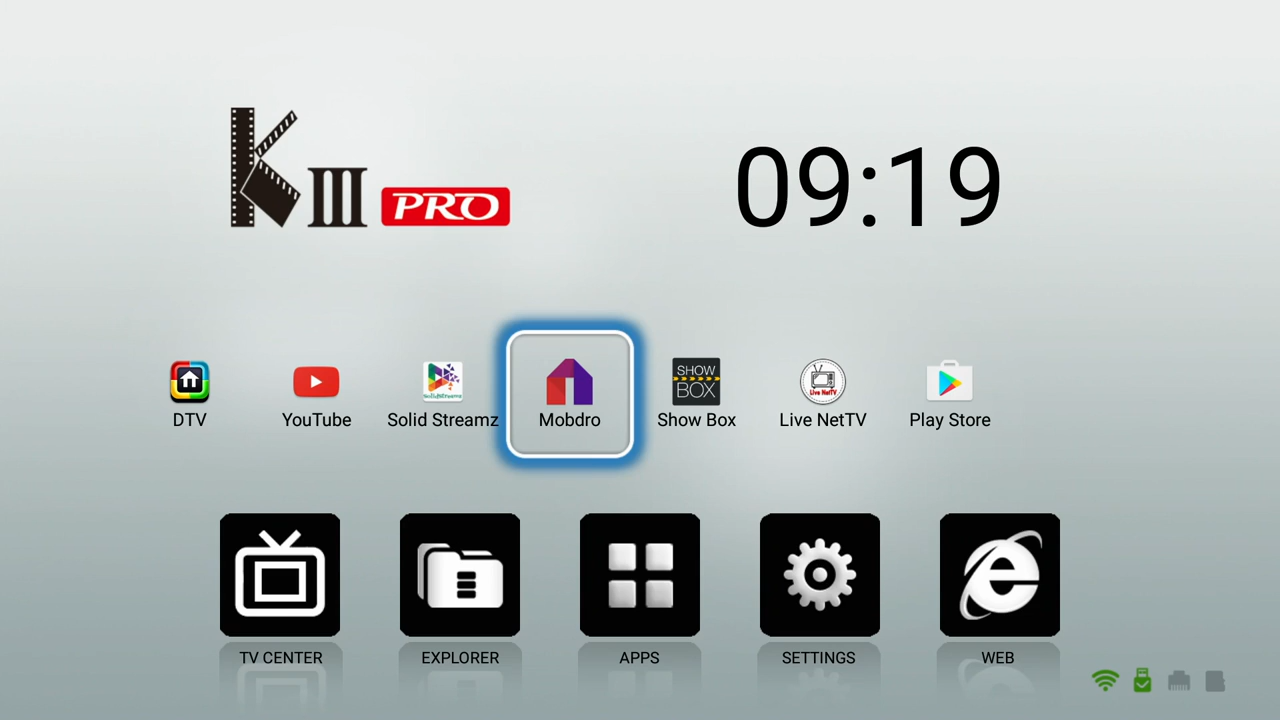 KIII PRO
09:19
DTV
YouTube
Solid Streamz
Mobdro
SHOW
BOX
Show Box
Live NetTV
Live NetTV
Play Store
TV CENTER
EXPLORER
APPS
SETTINGS
WEB